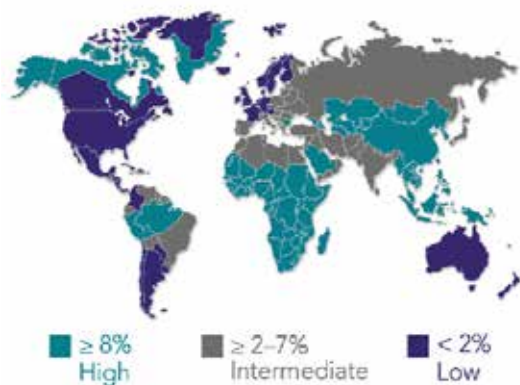 ≥ 8%
High
≥ 2–7%
Intermediate
< 2%
Low